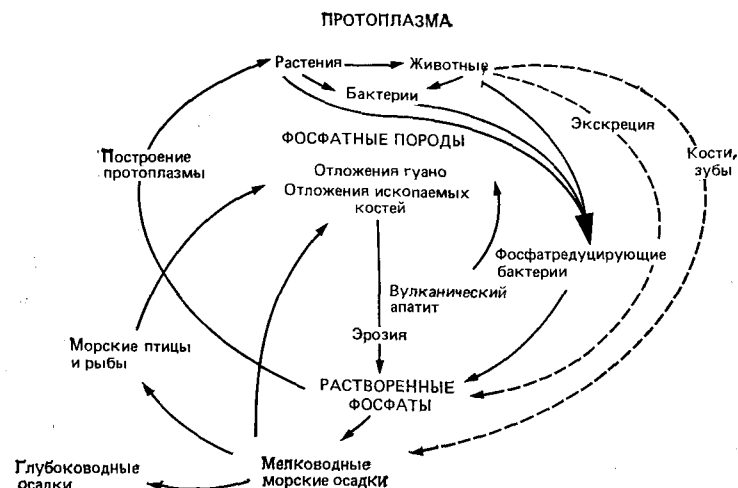 ПРОТОПЛАЗМА
Растения
Животные
Бактерии
Экскреция
ФОСФАТНЫЕ ПОРОДЫ
Построение
протоплазмы
Кости,
зубы
Отложения гуано
Отложения ископаемых
костей
Фосфатредуцирующие
бактерии
Вулканический
апатит
Эрозия
Морские птицы
и рыбы
РАСТВОРЕННЫЕ
ФОСФАТЫ
Мелководные
морские осадки
Глубоководные
осадки